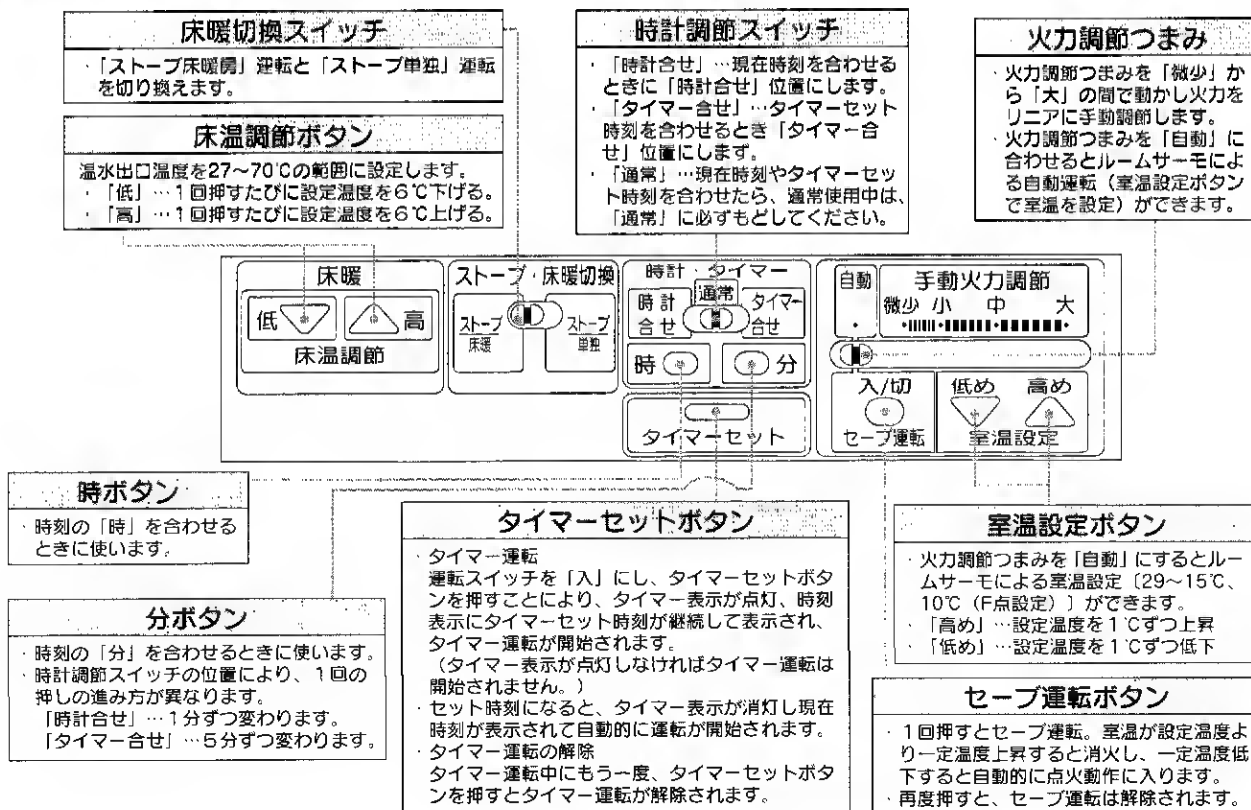 床暖切換スイッチ
・「ストーブ床暖房」運転と「ストーブ単独」運転
を切り換えます。
床温調節ボタン
温水出口温度を27～70℃の範囲に設定します。
・「低」…1回押すたびに設定温度を6℃下げる。
・「高」…1回押すたびに設定温度を6℃上げる。
時計調節スイッチ
・「時計合せ」…現在時刻を合わせる
ときに「時計合せ」位置にします。
・「タイマー合せ」…タイマーセット
時刻を合わせるとき「タイマー合
せ」位置にします。
・「通常」…現在時刻やタイマーセッ
ト時刻を合わせたら、通常使用中は、
「通常」に必ずもどしてください。
火力調節つまみ
・火力調節つまみを「微少」か
ら「大」の間で動かし火力を
リニアに手動調節します。
・火力調節つまみを「自動」に
合わせるとルームサーモによ
る自動運転（室温設定ボタン
で室温を設定）ができます。
床暖
低 高
床温調節
ストーブ・床暖切換
ストーブ
床暖
ストーブ
単独
時計・タイマー
時計
合せ
通常
タイマー
合せ
時 分
タイマーセット
自動
手動火力調節
微少 小 中 大
入/切
セーブ運転
低め 高め
室温設定
時ボタン
・時刻の「時」を合わせる
ときに使います。
分ボタン
・時刻の「分」を合わせるときに使います。
・時計調節スイッチの位置により、1回の
押しの進み方が異なります。
「時計合せ」…1分ずつ変わります。
「タイマー合せ」…5分ずつ変わります。
タイマーセットボタン
・タイマー運転
運転スイッチを「入」にし、タイマーセットボタ
ンを押すことにより、タイマー表示が点灯、時刻
表示にタイマーセット時刻が継続して表示され、
タイマー運転が開始されます。
（タイマー表示が点灯しなければタイマー運転は
開始されません。）
・セット時刻になると、タイマー表示が消灯し現在
時刻が表示されて自動的に運転が開始されます。
・タイマー運転の解除
タイマー運転中にもう一度、タイマーセットボタ
ンを押すとタイマー運転が解除されます。
室温設定ボタン
・火力調節つまみを「自動」にするとルー
ムサーモによる室温設定〔29～15℃、
10℃（F点設定）〕ができます。
・「高め」…設定温度を1℃ずつ上昇
・「低め」…設定温度を1℃ずつ低下
セーブ運転ボタン
・1回押すとセーブ運転。室温が設定温度よ
り一定温度上昇すると消火し、一定温度低
下すると自動的に点火動作に入ります。
・再度押すと、セーブ運転は解除されます。